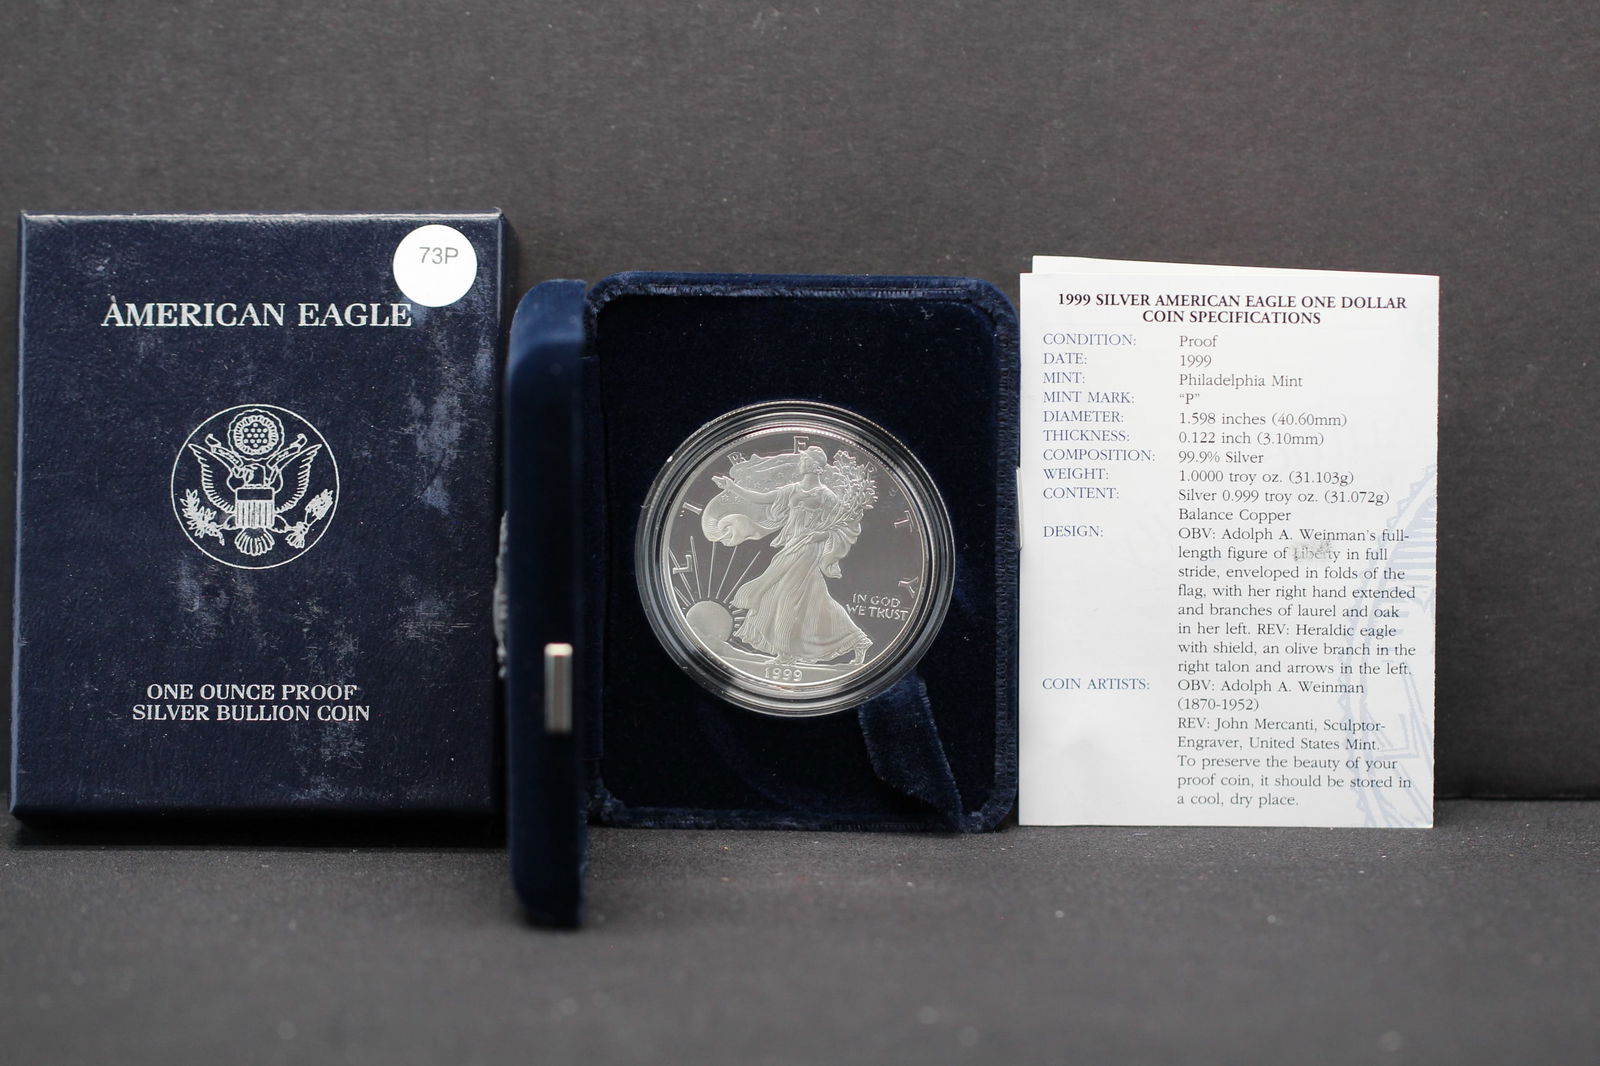 73P
AMERICAN EAGLE
ONE OUNCE PROOF
SILVER BULLION COIN
LIBERTY
IN GOD
WE TRUST
1999
1999 SILVER AMERICAN EAGLE ONE DOLLAR
COIN SPECIFICATIONS
CONDITION: Proof
DATE: 1999
MINT: Philadelphia Mint
MINT MARK: "P"
DIAMETER: 1.598 inches (40.60mm)
THICKNESS: 0.122 inch (3.10mm)
COMPOSITION: 99.9% Silver
WEIGHT: 1.0000 troy oz. (31.103g)
CONTENT: Silver 0.999 troy oz. (31.072g)
Balance Copper
DESIGN: OBV: Adolph A. Weinman's full-
length figure of Liberty in full
stride, enveloped in folds of the
flag, with her right hand extended
and branches of laurel and oak
in her left. REV: Heraldic eagle
with shield, an olive branch in the
right talon and arrows in the left.
COIN ARTISTS: OBV: Adolph A. Weinman
(1870-1952)
REV: John Mercanti, Sculptor-
Engraver, United States Mint.
To preserve the beauty of your
proof coin, it should be stored in
a cool, dry place.